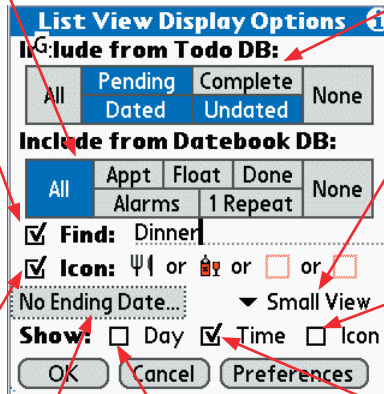 List View Display Options i
InG:lude from Todo DB:
All Pending Complete None
Dated Undated
Include from Datebook DB:
All Appt Float Done None
Alarms 1 Repeat
Find: Dinner
Icon: or or or
No Ending Date... Small View
Show: Day Time Icon
OK Cancel Preferences